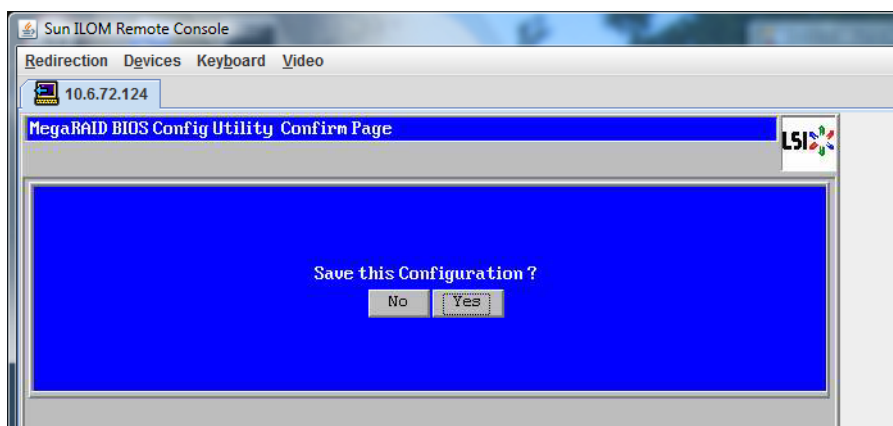 Sun ILOM Remote Console
Redirection Devices Keyboard Video
10.6.72.124
MegaRAID BIOS Config Utility Confirm Page
LSI
Save this Configuration ?
No Yes